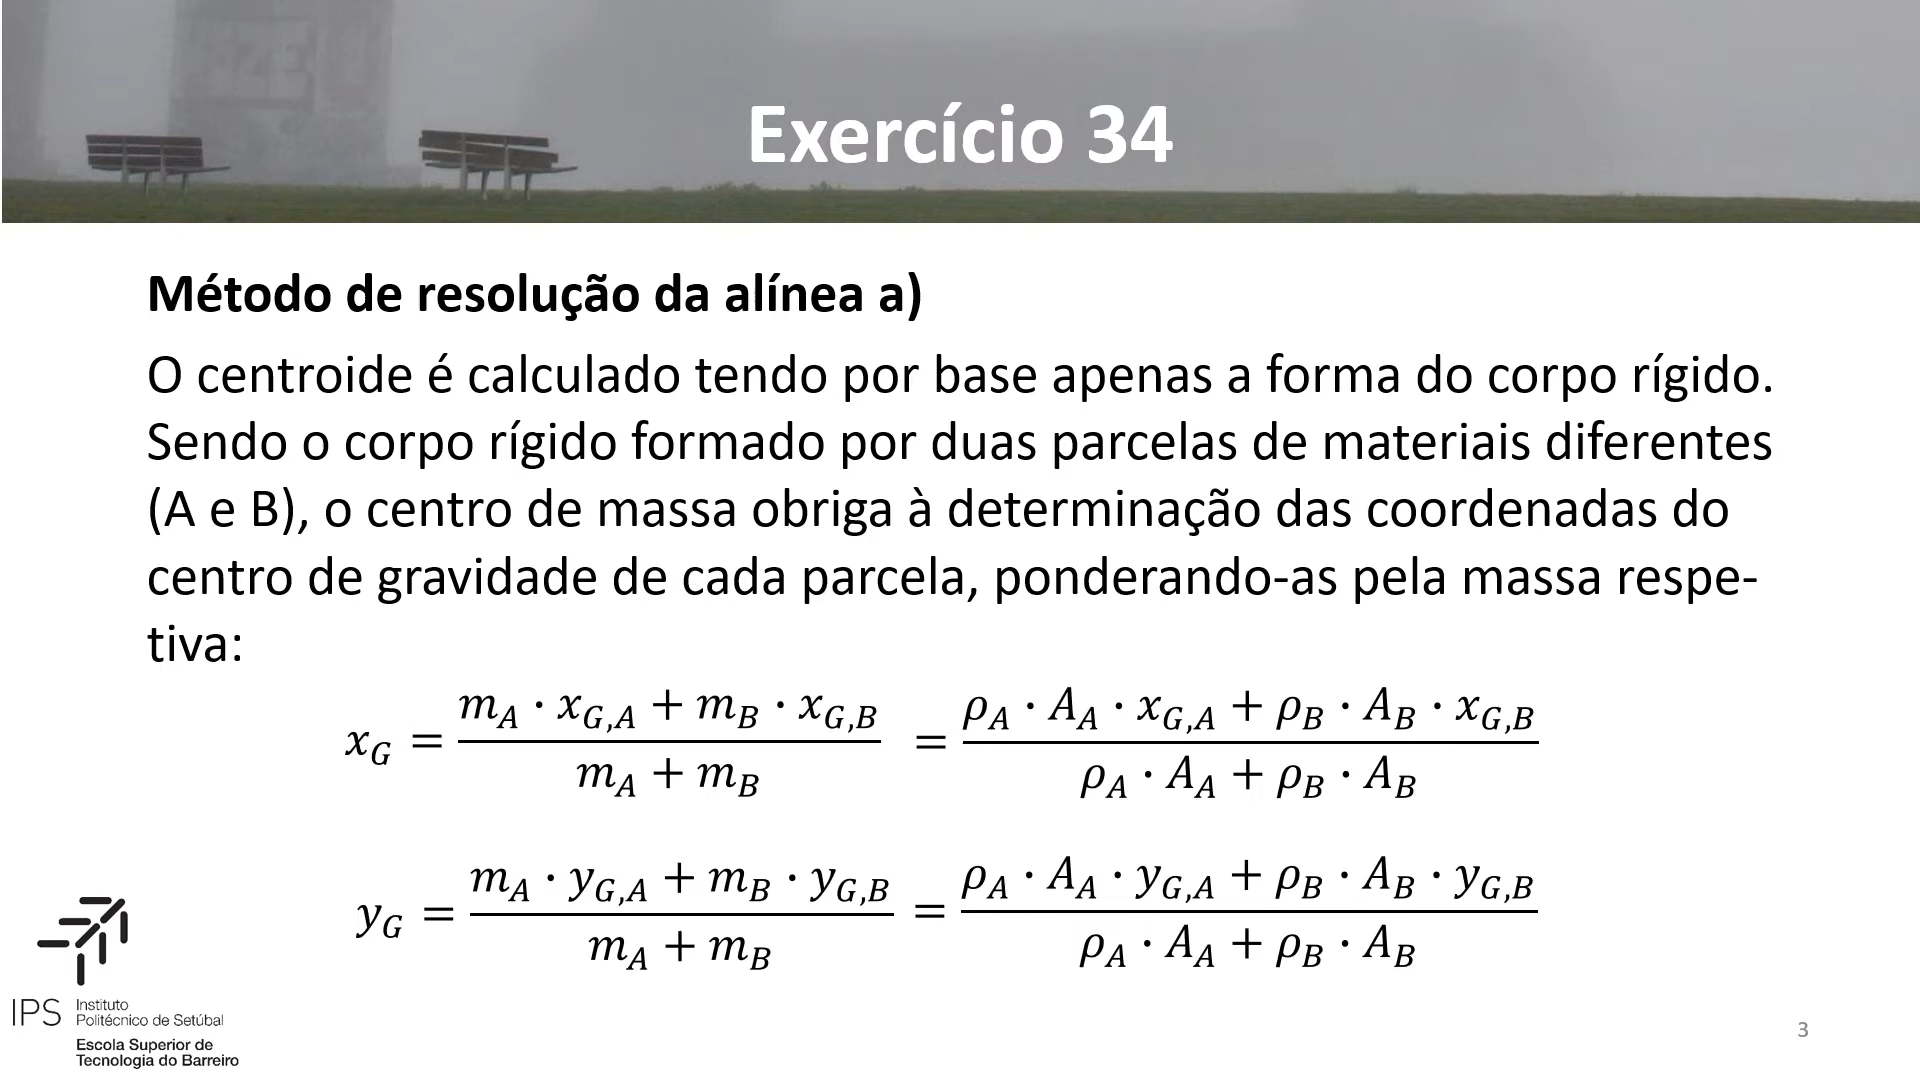 Exercício 34
Método de resolução da alínea a)
O centroide é calculado tendo por base apenas a forma do corpo rígido.
Sendo o corpo rígido formado por duas parcelas de materiais diferentes
(A e B), o centro de massa obriga à determinação das coordenadas do
centro de gravidade de cada parcela, ponderando-as pela massa respe-
tiva:
x_G = (m_A · x_{G,A} + m_B · x_{G,B}) / (m_A + m_B) = (ρ_A · A_A · x_{G,A} + ρ_B · A_B · x_{G,B}) / (ρ_A · A_A + ρ_B · A_B)
y_G = (m_A · y_{G,A} + m_B · y_{G,B}) / (m_A + m_B) = (ρ_A · A_A · y_{G,A} + ρ_B · A_B · y_{G,B}) / (ρ_A · A_A + ρ_B · A_B)
IPS Instituto
Politécnico de Setúbal
Escola Superior de
Tecnologia do Barreiro
3